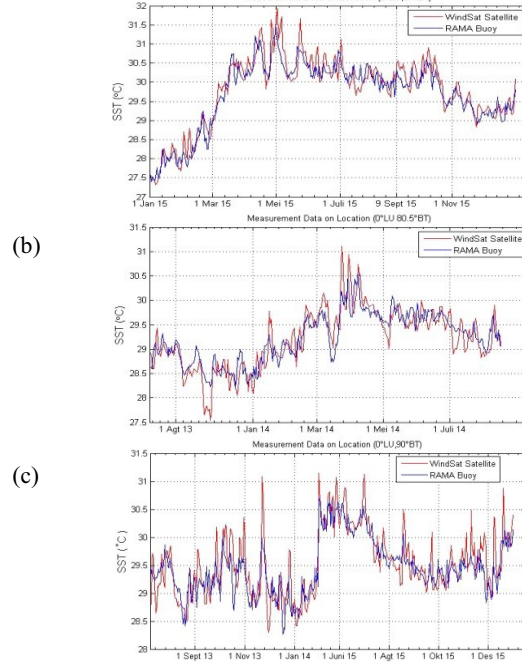 32
WindSat Satellite
RAMA Buoy
31.5
31
30.5
30
29.5
29
28.5
28
27.5
27
SST (ºC)
1 Jan 15 1 Mar 15 1 Mei 15 1 Juli 15 9 Sept 15 1 Nov 15
Measurement Data on Location (0°LU 80.5°BT)
(b)
31.5
WindSat Satellite
RAMA Buoy
31
30.5
30
29.5
29
28.5
28
27.5
SST (ºC)
1 Agt 13 1 Jan 14 1 Mar 14 1 Mei 14 1 Juli 14
Measurement Data on Location (0°LU,90°BT)
(c)
31.5
WindSat Satellite
RAMA Buoy
31
30.5
30
29.5
29
28.5
28
SST (°C)
1 Sept 13 1 Nov 13 1 Jan 14 1 Juni 15 1 Agt 15 1 Okt 15 1 Des 15